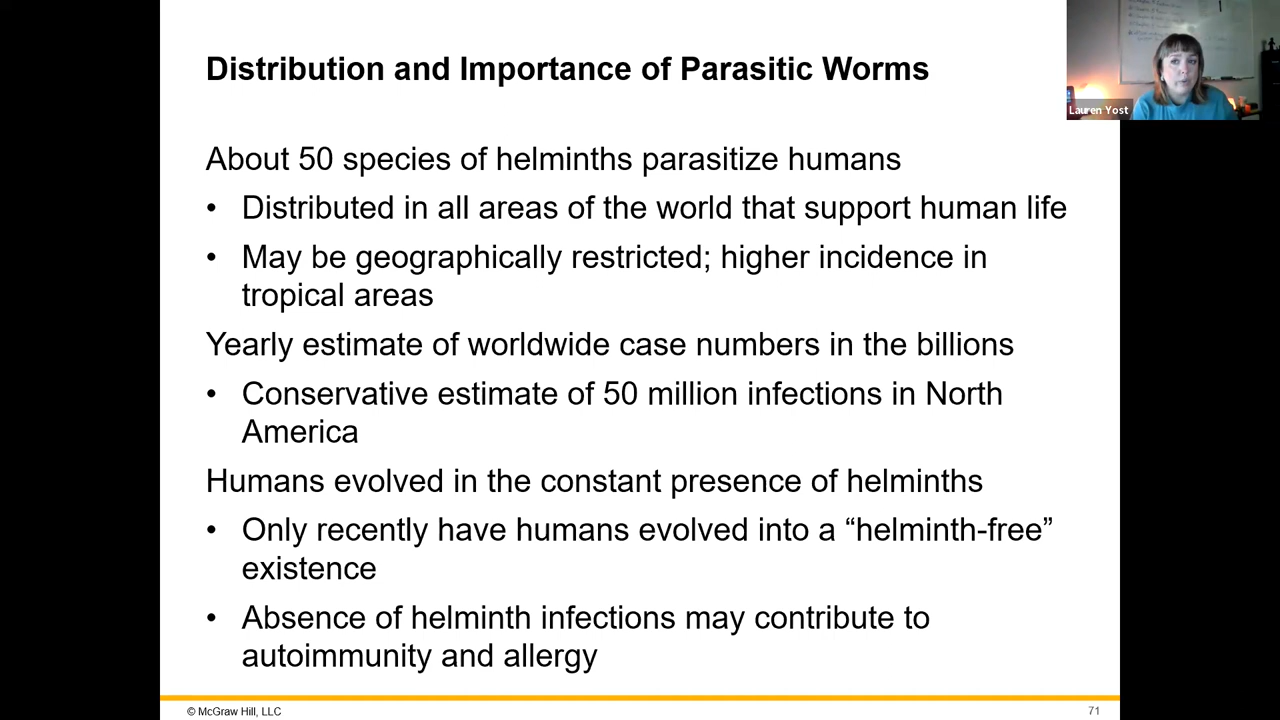 Distribution and Importance of Parasitic Worms
Lauren Yost
About 50 species of helminths parasitize humans
• Distributed in all areas of the world that support human life
• May be geographically restricted; higher incidence in
tropical areas
Yearly estimate of worldwide case numbers in the billions
• Conservative estimate of 50 million infections in North
America
Humans evolved in the constant presence of helminths
• Only recently have humans evolved into a “helminth-free”
existence
• Absence of helminth infections may contribute to
autoimmunity and allergy
© McGraw Hill, LLC
71